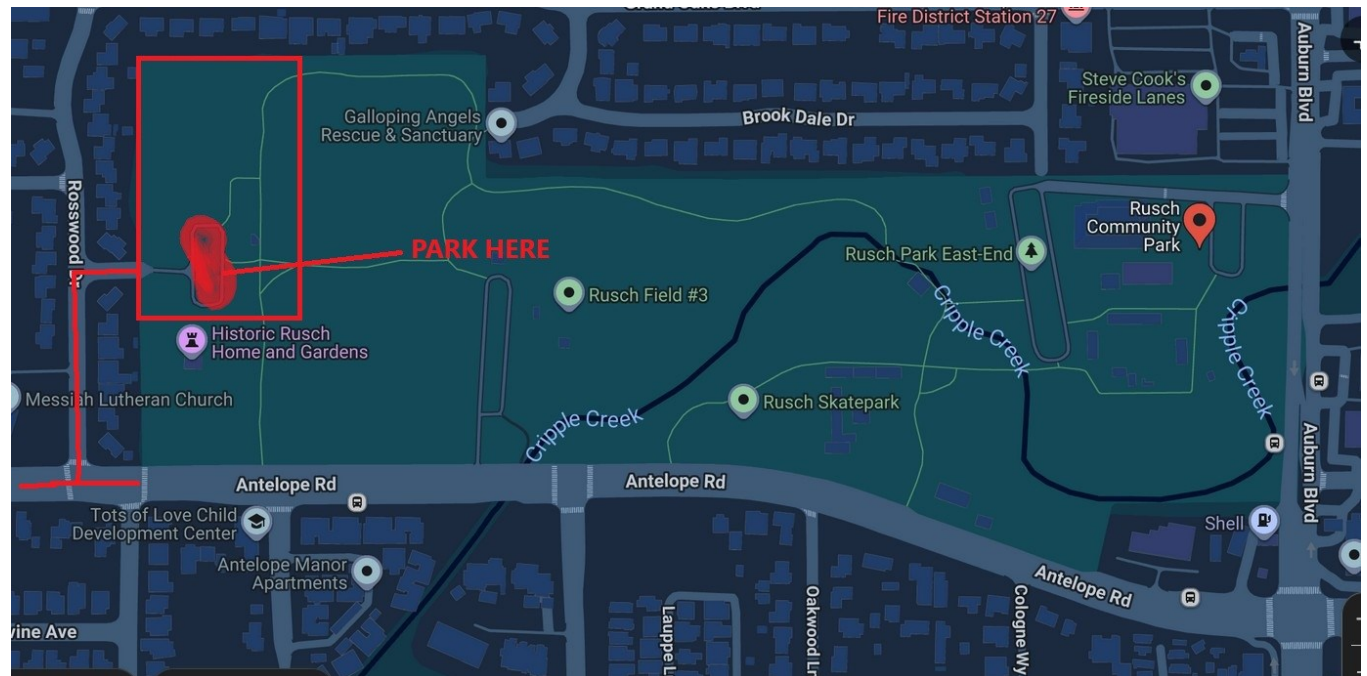 Fire District Station 27
Auburn Blvd
Steve Cook's
Fireside Lanes
Galloping Angels
Rescue & Sanctuary
Brook Dale Dr
Rosswood Dr
Rusch
Community
Park
PARK HERE
Rusch Park East-End
Rusch Field #3
Cripple Creek
Cripple Creek
Historic Rusch
Home and Gardens
Messiah Lutheran Church
Rusch Skatepark
Cripple Creek
Auburn Blvd
Antelope Rd
Antelope Rd
Tots of Love Child
Development Center
Shell
Antelope Manor
Apartments
Antelope Rd
Oakwood Ln
Cologne Wy
Lauppe L
vine Ave